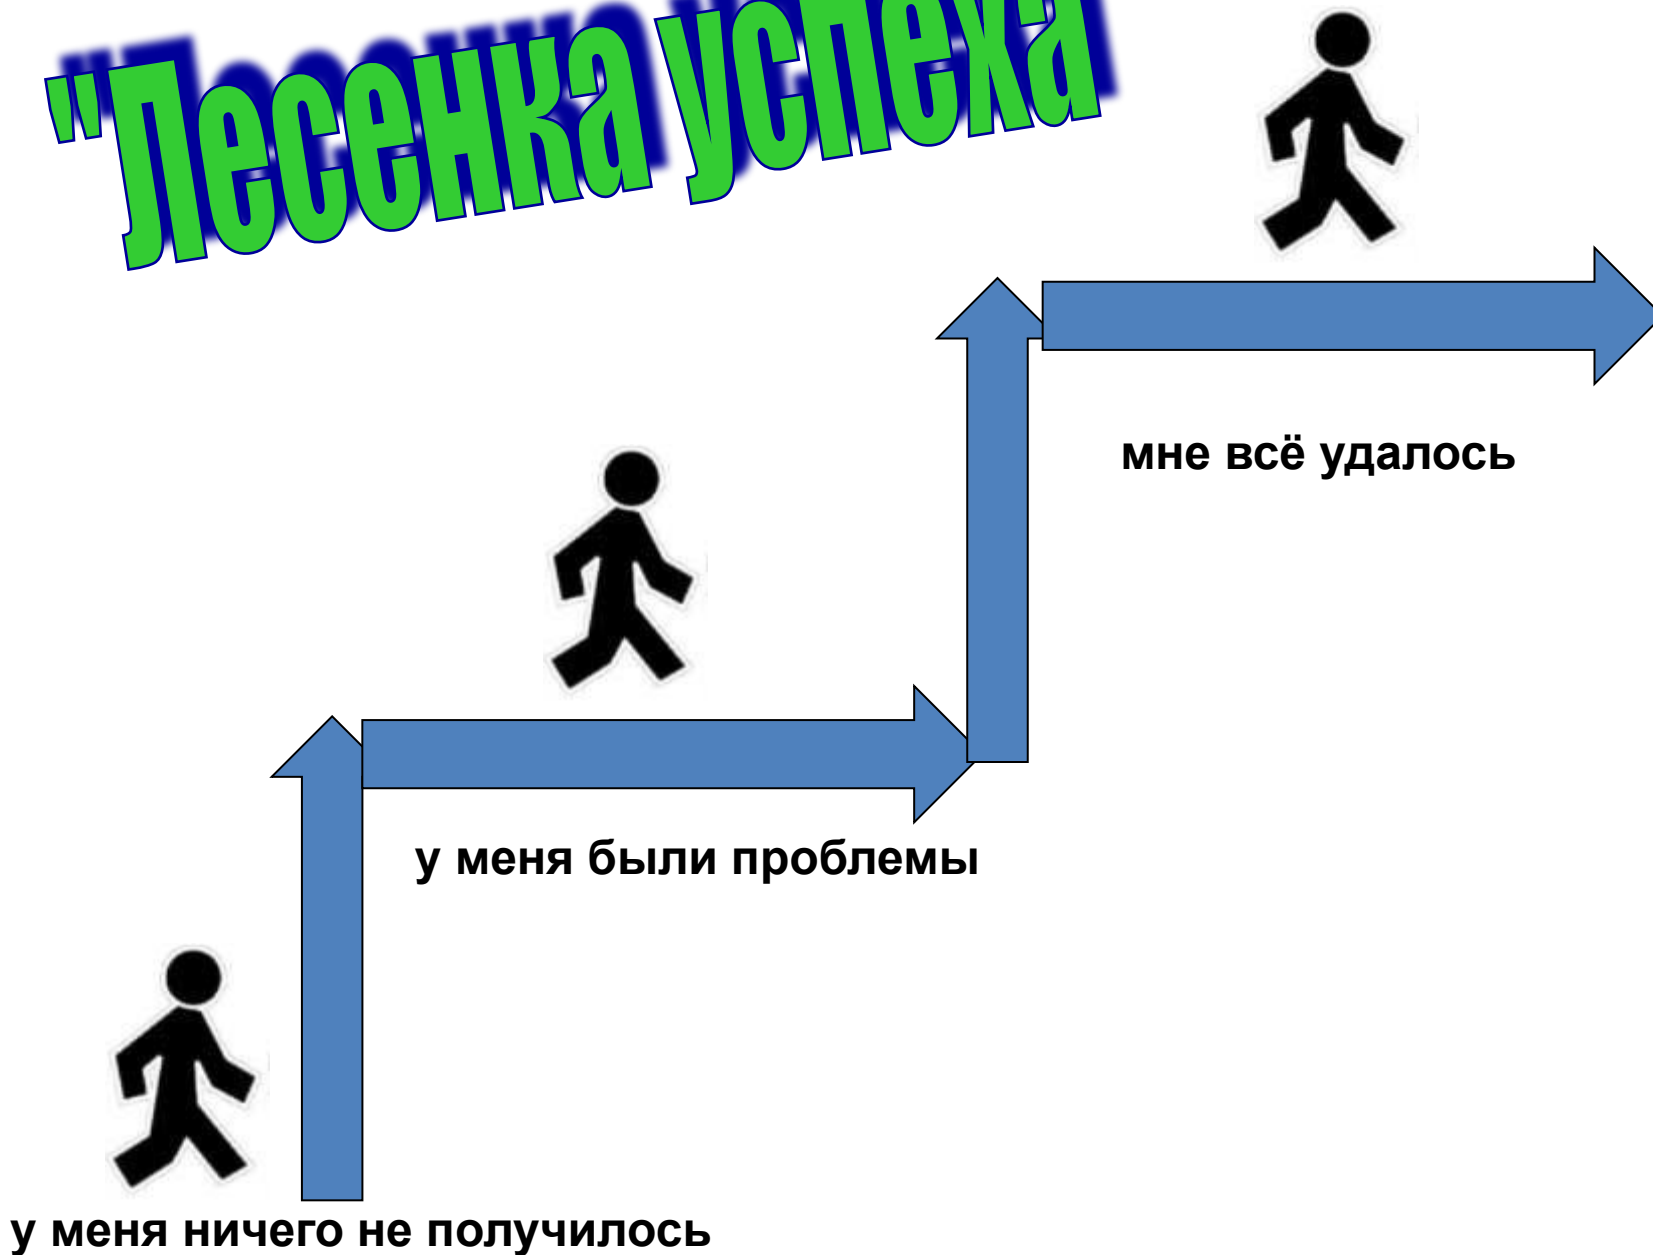 "Лесенка успеха
мне всё удалось
у меня были проблемы
у меня ничего не получилось